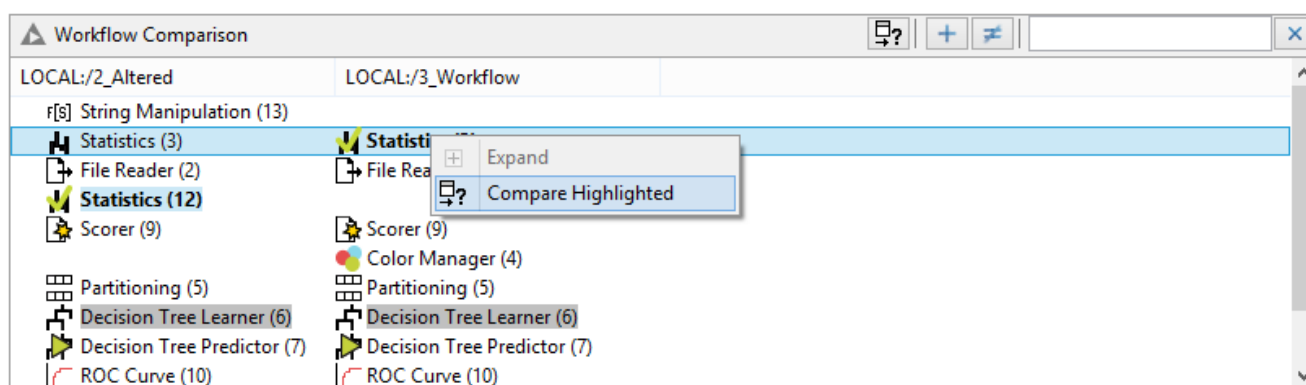 Workflow Comparison ?
LOCAL:/2_Altered LOCAL:/3_Workflow
F[S] String Manipulation (13)
Statistics (3)
File Reader (2) File Rea
Expand
? Compare Highlighted
Statistics (12)
Scorer (9) Scorer (9)
Color Manager (4)
Partitioning (5) Partitioning (5)
Decision Tree Learner (6) Decision Tree Learner (6)
Decision Tree Predictor (7) Decision Tree Predictor (7)
ROC Curve (10) ROC Curve (10)